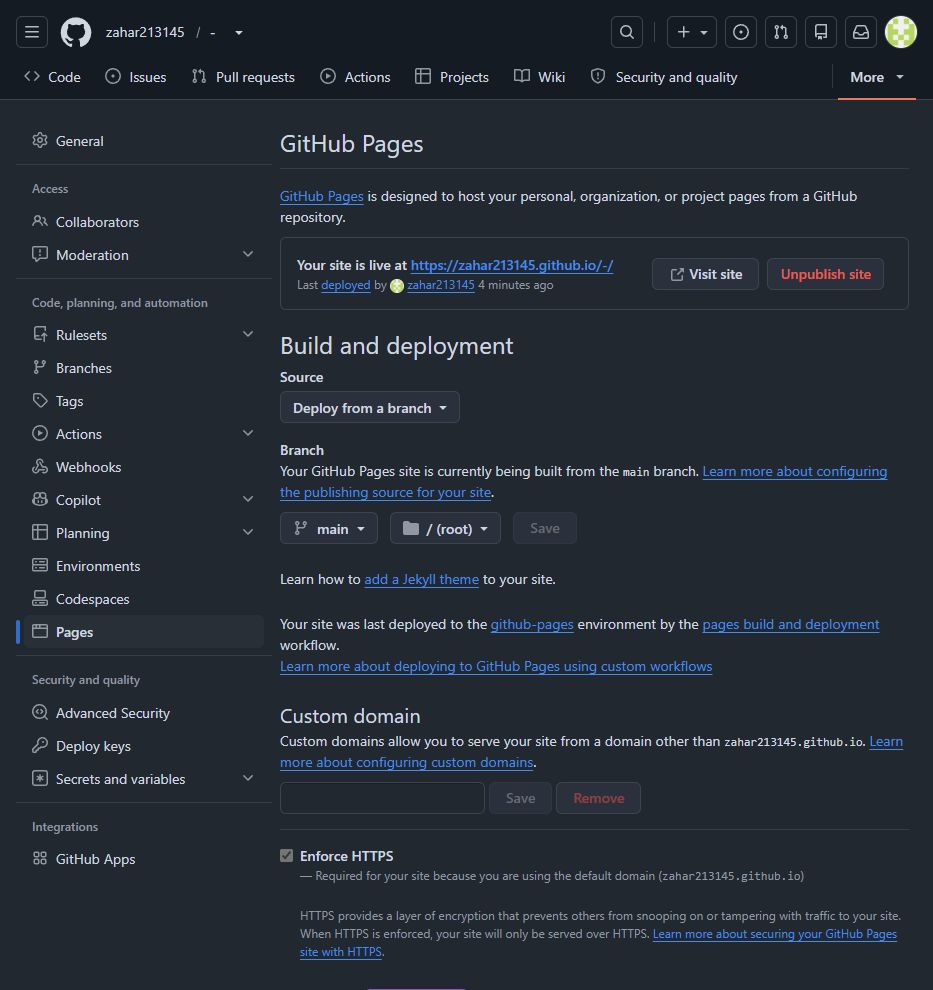 zahar213145 / -
Code Issues Pull requests Actions Projects Wiki Security and quality More
General
Access
Collaborators
Moderation
Code, planning, and automation
Rulesets
Branches
Tags
Actions
Webhooks
Copilot
Planning
Environments
Codespaces
Pages
Security and quality
Advanced Security
Deploy keys
Secrets and variables
Integrations
GitHub Apps
GitHub Pages
GitHub Pages is designed to host your personal, organization, or project pages from a GitHub
repository.
Your site is live at https://zahar213145.github.io/-/
Last deployed by zahar213145 4 minutes ago
Visit site Unpublish site
Build and deployment
Source
Deploy from a branch
Branch
Your GitHub Pages site is currently being built from the main branch. Learn more about configuring
the publishing source for your site.
main / (root) Save
Learn how to add a Jekyll theme to your site.
Your site was last deployed to the github-pages environment by the pages build and deployment
workflow.
Learn more about deploying to GitHub Pages using custom workflows
Custom domain
Custom domains allow you to serve your site from a domain other than zahar213145.github.io. Learn
more about configuring custom domains.
Save Remove
Enforce HTTPS
— Required for your site because you are using the default domain (zahar213145.github.io)
HTTPS provides a layer of encryption that prevents others from snooping on or tampering with traffic to your site.
When HTTPS is enforced, your site will only be served over HTTPS. Learn more about securing your GitHub Pages
site with HTTPS.